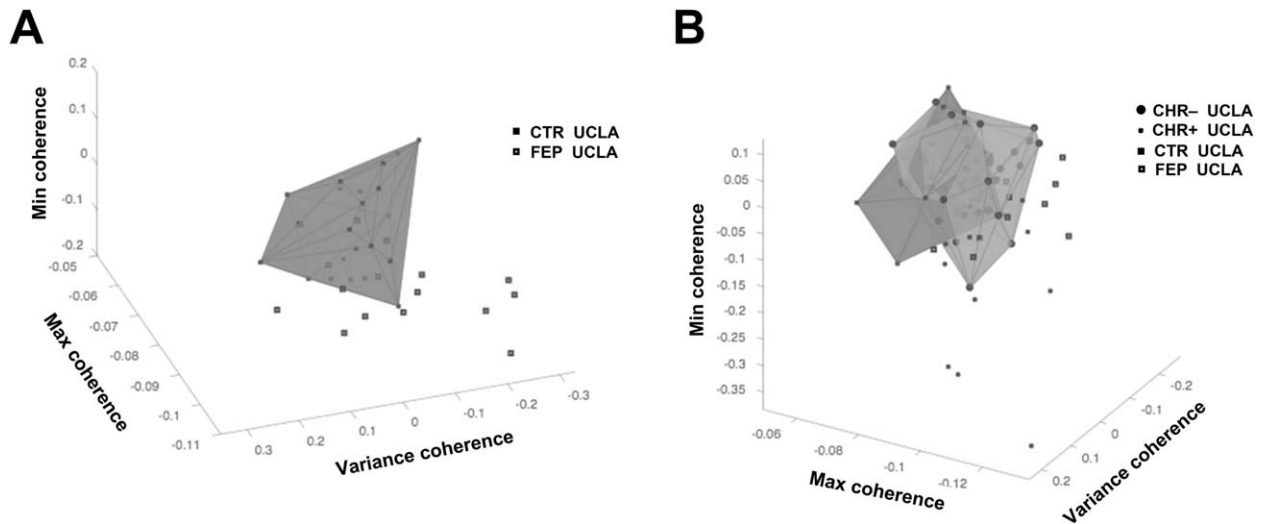 A
0.2
0.1
0
-0.1
-0.2
Min coherence
-0.05
-0.06
-0.07
-0.08
-0.09
-0.1
-0.11
Max coherence
0.3
0.2
0.1
0
-0.1
-0.2
-0.3
Variance coherence
CTR UCLA
FEP UCLA
B
0.1
0.05
0
-0.05
-0.1
-0.15
-0.2
-0.25
-0.3
-0.35
Min coherence
-0.06
-0.08
-0.1
-0.12
Max coherence
0.2
0.1
0
-0.1
-0.2
Variance coherence
CHR– UCLA
CHR+ UCLA
CTR UCLA
FEP UCLA